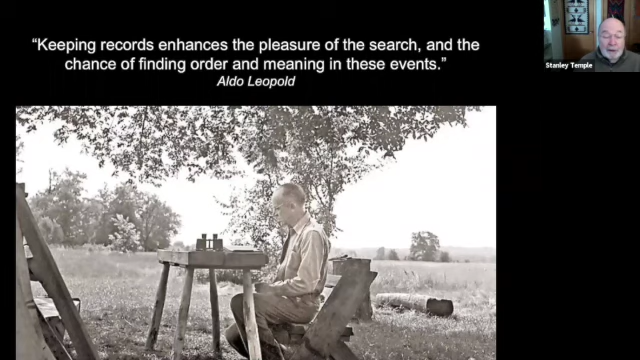 “Keeping records enhances the pleasure of the search, and the
chance of finding order and meaning in these events.”
Aldo Leopold
Stanley Temple